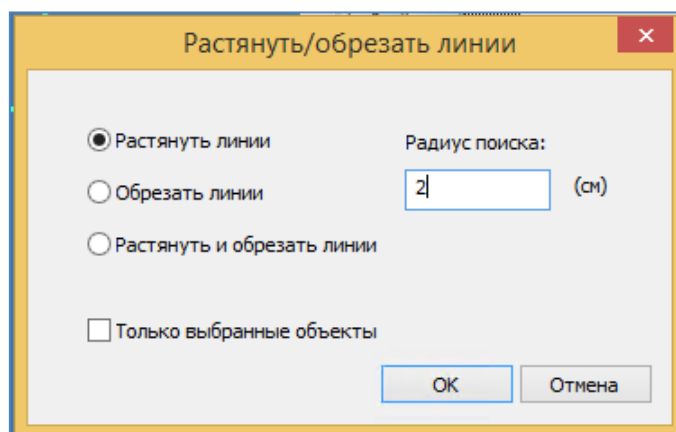 Растянуть/обрезать линии
Растянуть линии
Радиус поиска:
Обрезать линии
2
(см)
Растянуть и обрезать линии
Только выбранные объекты
OK
Отмена